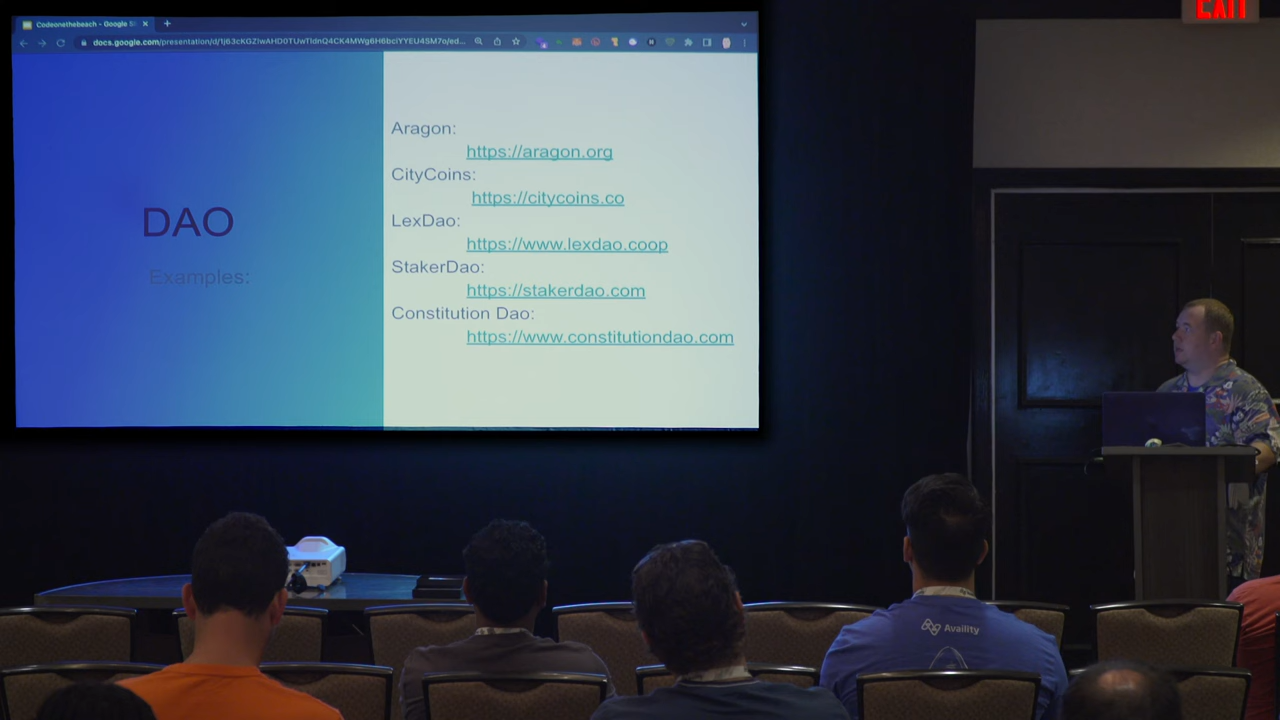 Codeonthebeach - Google Sl
EXIT
docs.google.com/presentation/d/1j63cKGZlwAHD0TUwTldnQ4CK4MWg6H6bclYYEU4SM7o/ed...
DAO
Examples:
Aragon:
https://aragon.org
CityCoins:
https://citycoins.co
LexDao:
https://www.lexdao.coop
StakerDao:
https://stakerdao.com
Constitution Dao:
https://www.constitutiondao.com
Availity